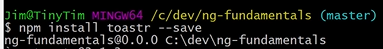 Jim@TinyTim MINGW64 /c/dev/ng-fundamentals (master)
$ npm install toastr --save
ng-fundamentals@0.0.0 C:\dev\ng-fundamentals